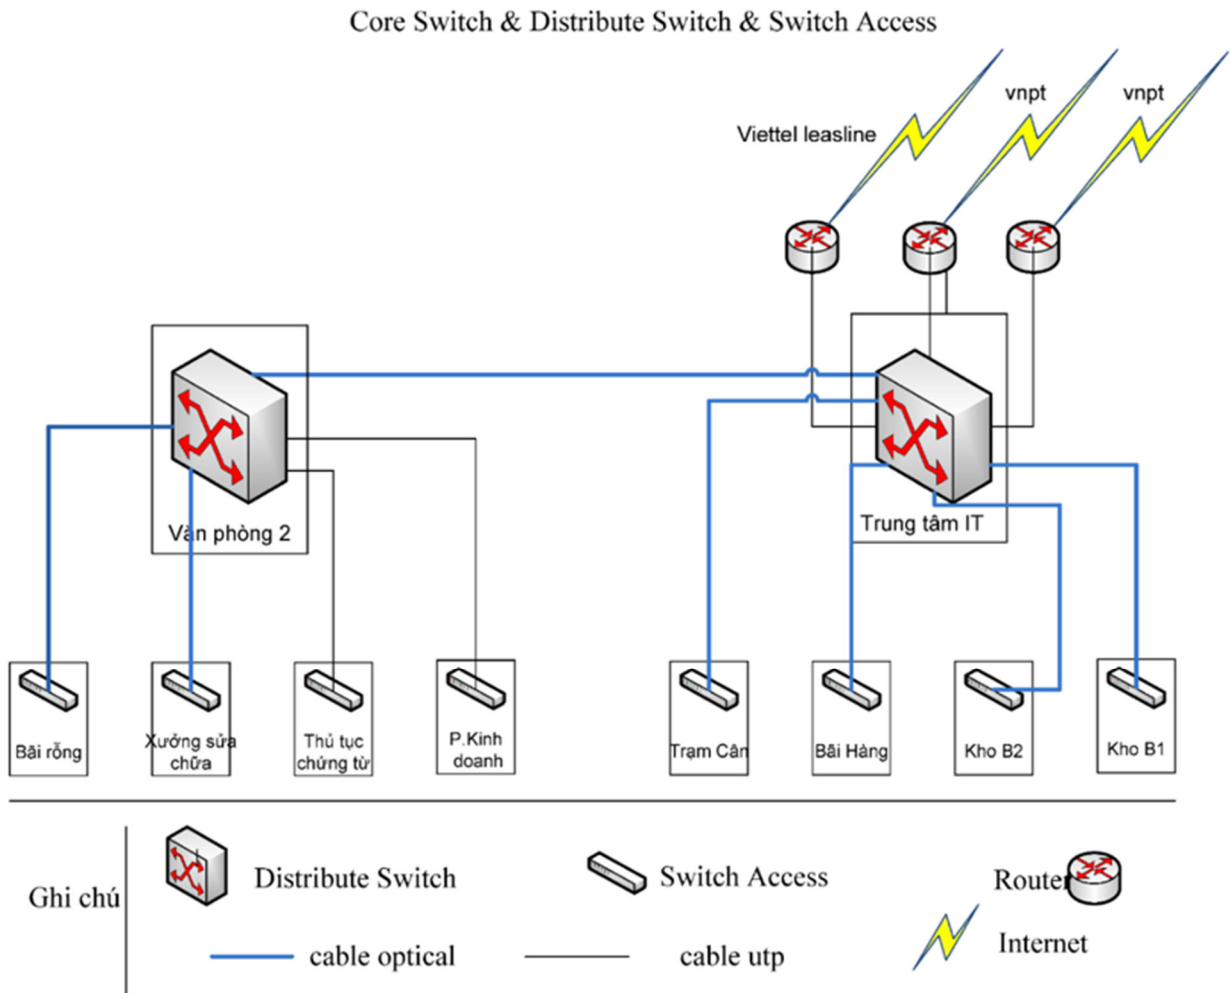 Core Switch & Distribute Switch & Switch Access
vnpt
vnpt
Viettel leasline
Văn phòng 2
Trung tâm IT
Bãi rỗng
Xưởng sửa
chữa
Thủ tục
chứng từ
P.Kinh
doanh
Trạm Cân
Bãi Hàng
Kho B2
Kho B1
Ghi chú
Distribute Switch
Switch Access
Router
cable optical
cable utp
Internet